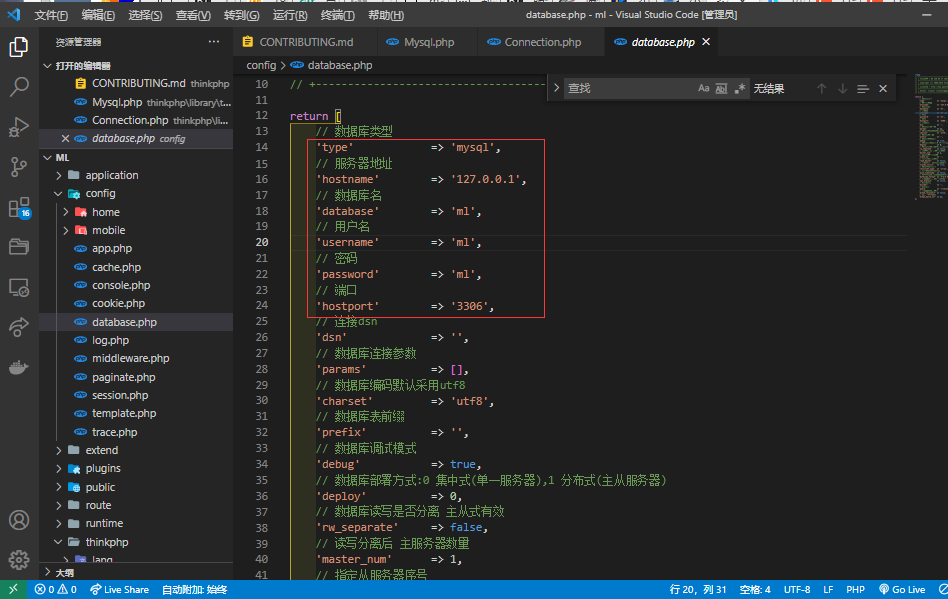 文件(F) 编辑(E) 选择(S) 查看(V) 转到(G) 运行(R) 终端(T) 帮助(H) database.php - ml - Visual Studio Code [管理员]
资源管理器 ···
打开的编辑器
CONTRIBUTING.md thinkphp
Mysql.php thinkphp\library\t...
Connection.php thinkphp\li...
database.php config
ML
application
config
home
mobile
app.php
cache.php
console.php
cookie.php
database.php
log.php
middleware.php
paginate.php
session.php
template.php
trace.php
extend
plugins
public
route
runtime
thinkphp
lang
大纲
16
CONTRIBUTING.md Mysql.php Connection.php database.php
config > database.php
查找 Aa Ab 无结果
10 // +----------------------------------
11
12 return [
13 // 数据库类型
14 'type' => 'mysql',
15 // 服务器地址
16 'hostname' => '127.0.0.1',
17 // 数据库名
18 'database' => 'ml',
19 // 用户名
20 'username' => 'ml',
21 // 密码
22 'password' => 'ml',
23 // 端口
24 'hostport' => '3306',
25 // 连接dsn
26 'dsn' => '',
27 // 数据库连接参数
28 'params' => [],
29 // 数据库编码默认采用utf8
30 'charset' => 'utf8',
31 // 数据库表前缀
32 'prefix' => '',
33 // 数据库调试模式
34 'debug' => true,
35 // 数据库部署方式:0 集中式(单一服务器),1 分布式(主从服务器)
36 'deploy' => 0,
37 // 数据库读写是否分离 主从式有效
38 'rw_separate' => false,
39 // 读写分离后 主服务器数量
40 'master_num' => 1,
41 // 指定从服务器序号
0 0 Live Share 自动附加: 始终 行 20，列 31 空格: 4 UTF-8 LF PHP Go Live